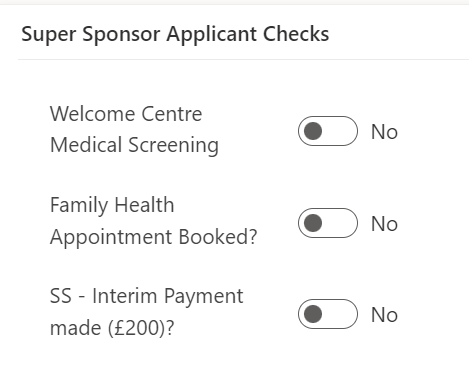 Super Sponsor Applicant Checks
Welcome Centre
Medical Screening
No
Family Health
Appointment Booked?
No
SS - Interim Payment
made (£200)?
No